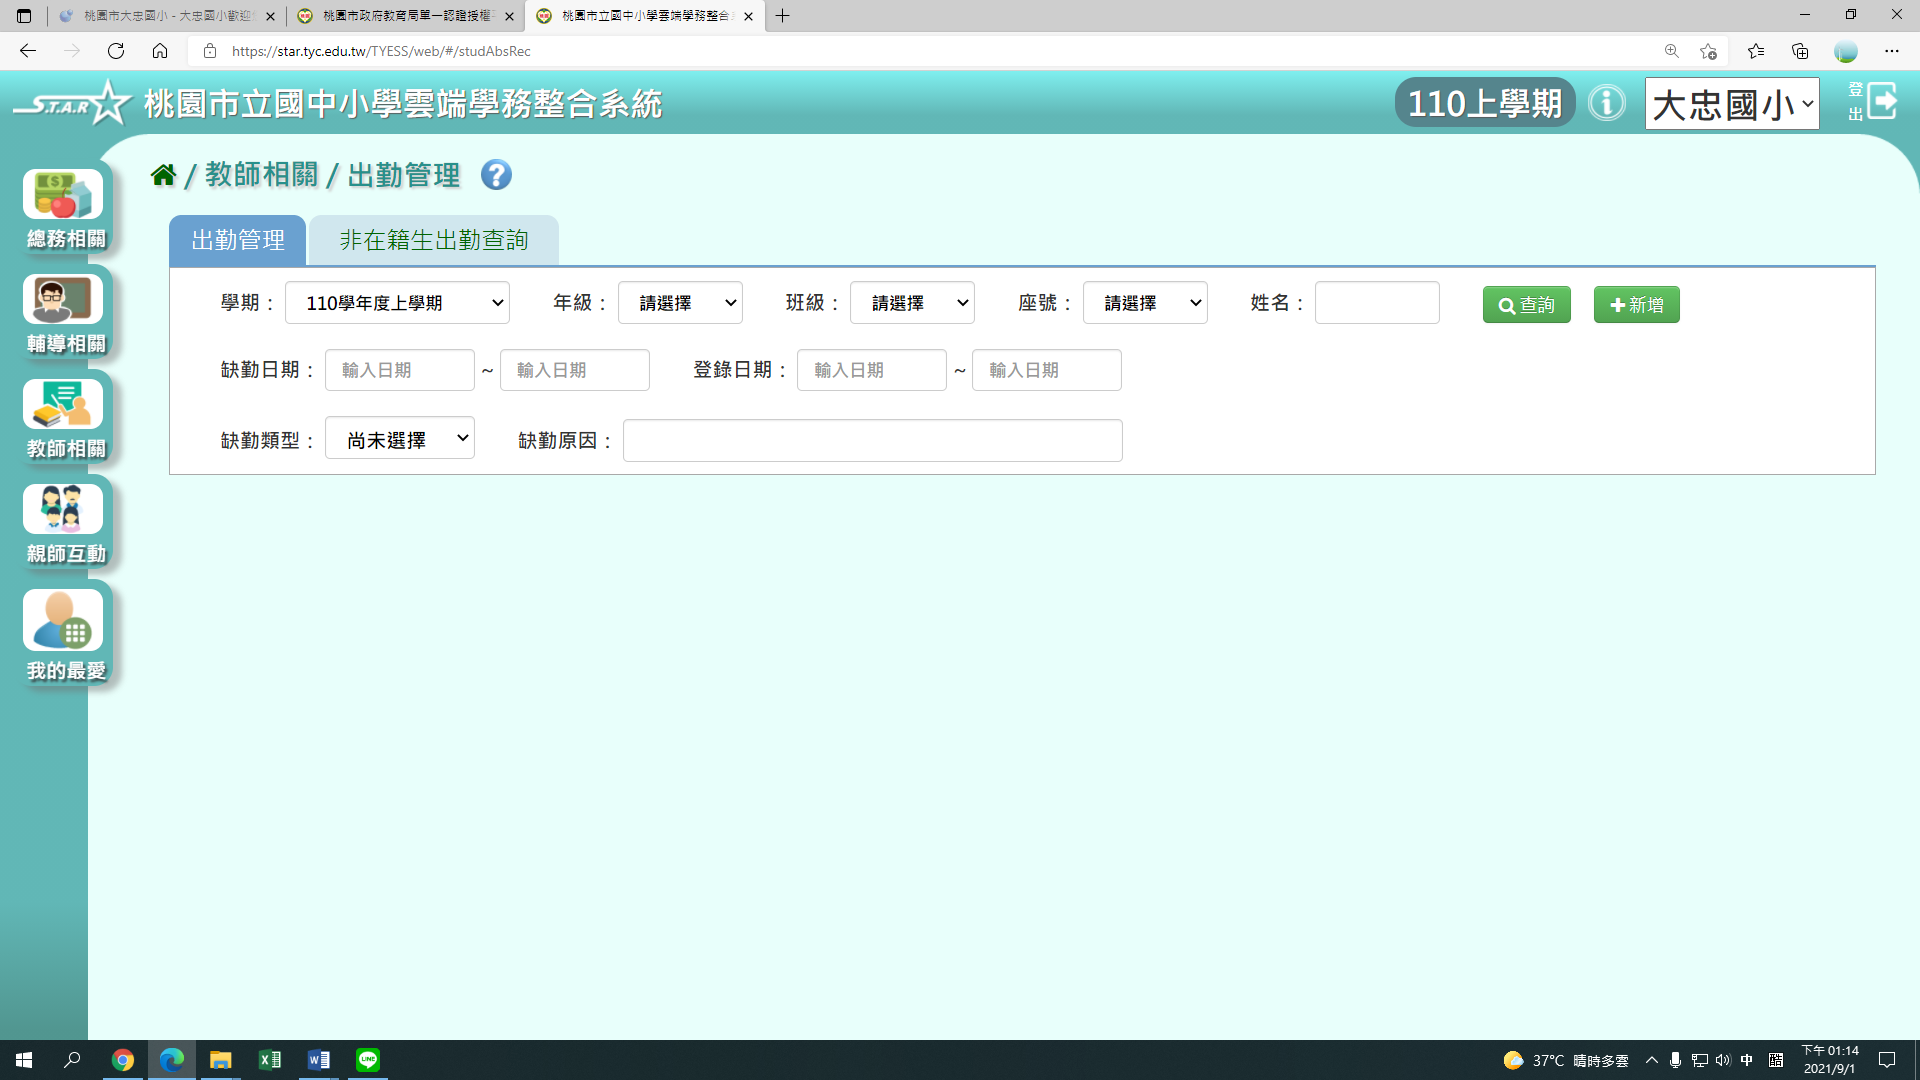 桃園市大忠國小 - 大忠國小歡迎
桃園市政府教育局單一認證授權
桃園市立國中小學雲端學務整合
https://star.tyc.edu.tw/TYESS/web/#/studAbsRec
S.T.A.R 桃園市立國中小學雲端學務整合系統
110上學期
大忠國小
登出
/ 教師相關 / 出勤管理
總務相關
輔導相關
教師相關
親師互動
我的最愛
出勤管理
非在籍生出勤查詢
學期： 110學年度上學期 年級： 請選擇 班級： 請選擇 座號： 請選擇 姓名： 查詢 新增
缺勤日期： 輸入日期 ~ 輸入日期 登錄日期： 輸入日期 ~ 輸入日期
缺勤類型： 尚未選擇 缺勤原因：
37°C 晴時多雲
中
下午 01:14
2021/9/1